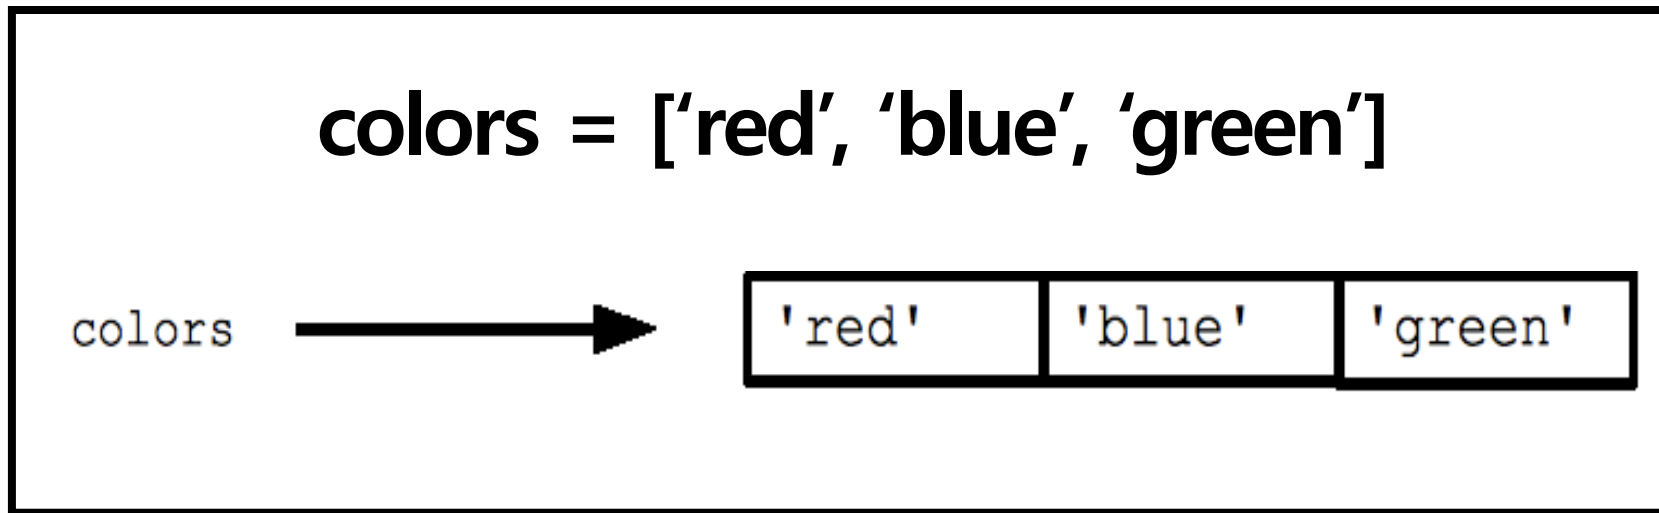 colors = [‘red’, ‘blue’, ‘green’]
colors 'red' 'blue' 'green'